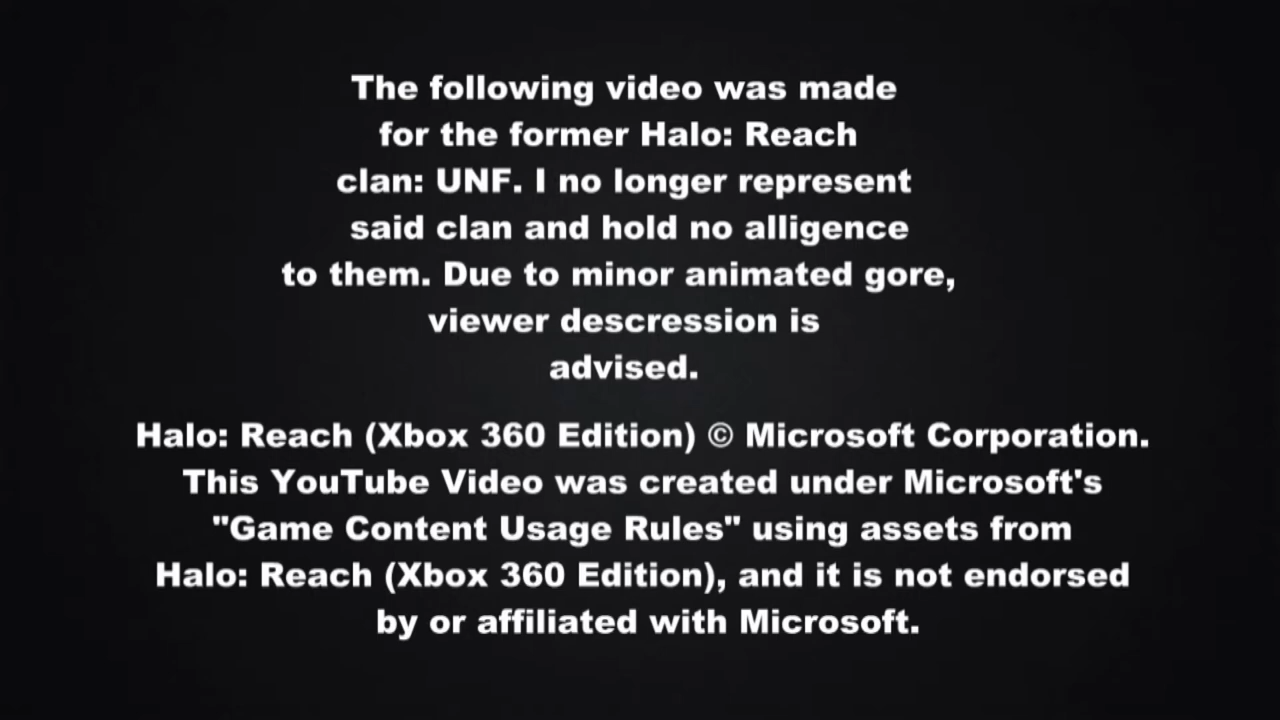 The following video was made
for the former Halo: Reach
clan: UNF. I no longer represent
said clan and hold no alligence
to them. Due to minor animated gore,
viewer descression is
advised.
Halo: Reach (Xbox 360 Edition) © Microsoft Corporation.
This YouTube Video was created under Microsoft's
"Game Content Usage Rules" using assets from
Halo: Reach (Xbox 360 Edition), and it is not endorsed
by or affiliated with Microsoft.